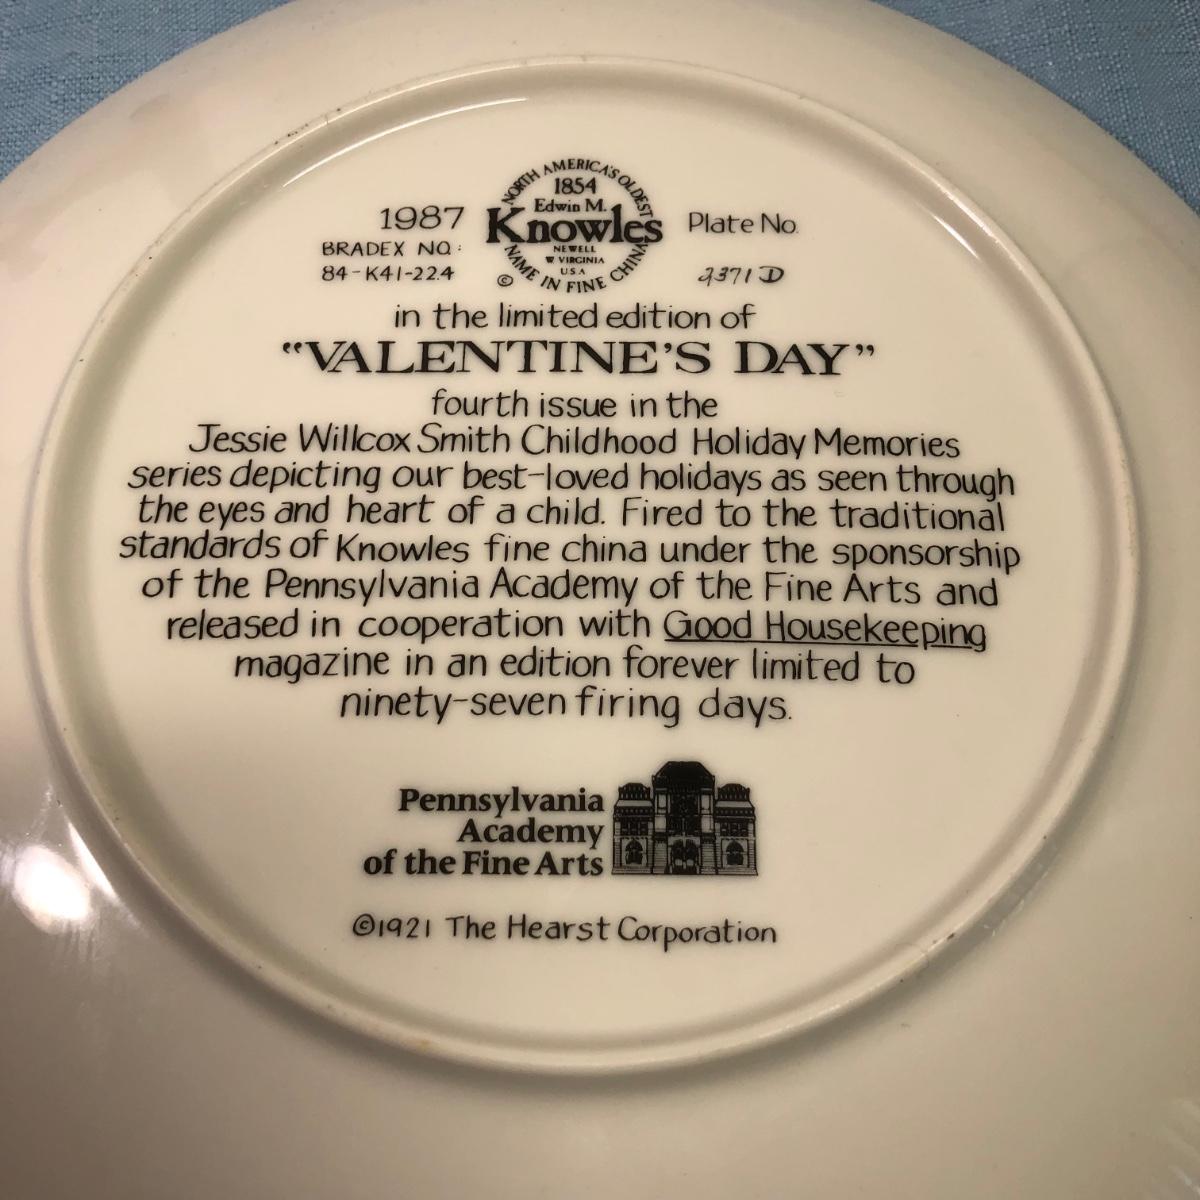 NORTH AMERICA'S OLDEST
1854
Edwin M.
1987 Knowles Plate No.
BRADEX NO:
NEWELL
W VIRGINIA
U.S.A
84-K41-22.4
2371D
© NAME IN FINE CHINA
in the limited edition of
“VALENTINE'S DAY”
fourth issue in the
Jessie Willcox Smith Childhood Holiday Memories
series depicting our best-loved holidays as seen through
the eyes and heart of a child. Fired to the traditional
standards of Knowles fine china under the sponsorship
of the Pennsylvania Academy of the Fine Arts and
released in cooperation with Good Housekeeping
magazine in an edition forever limited to
ninety-seven firing days.
Pennsylvania
Academy
of the Fine Arts
©1921 The Hearst Corporation